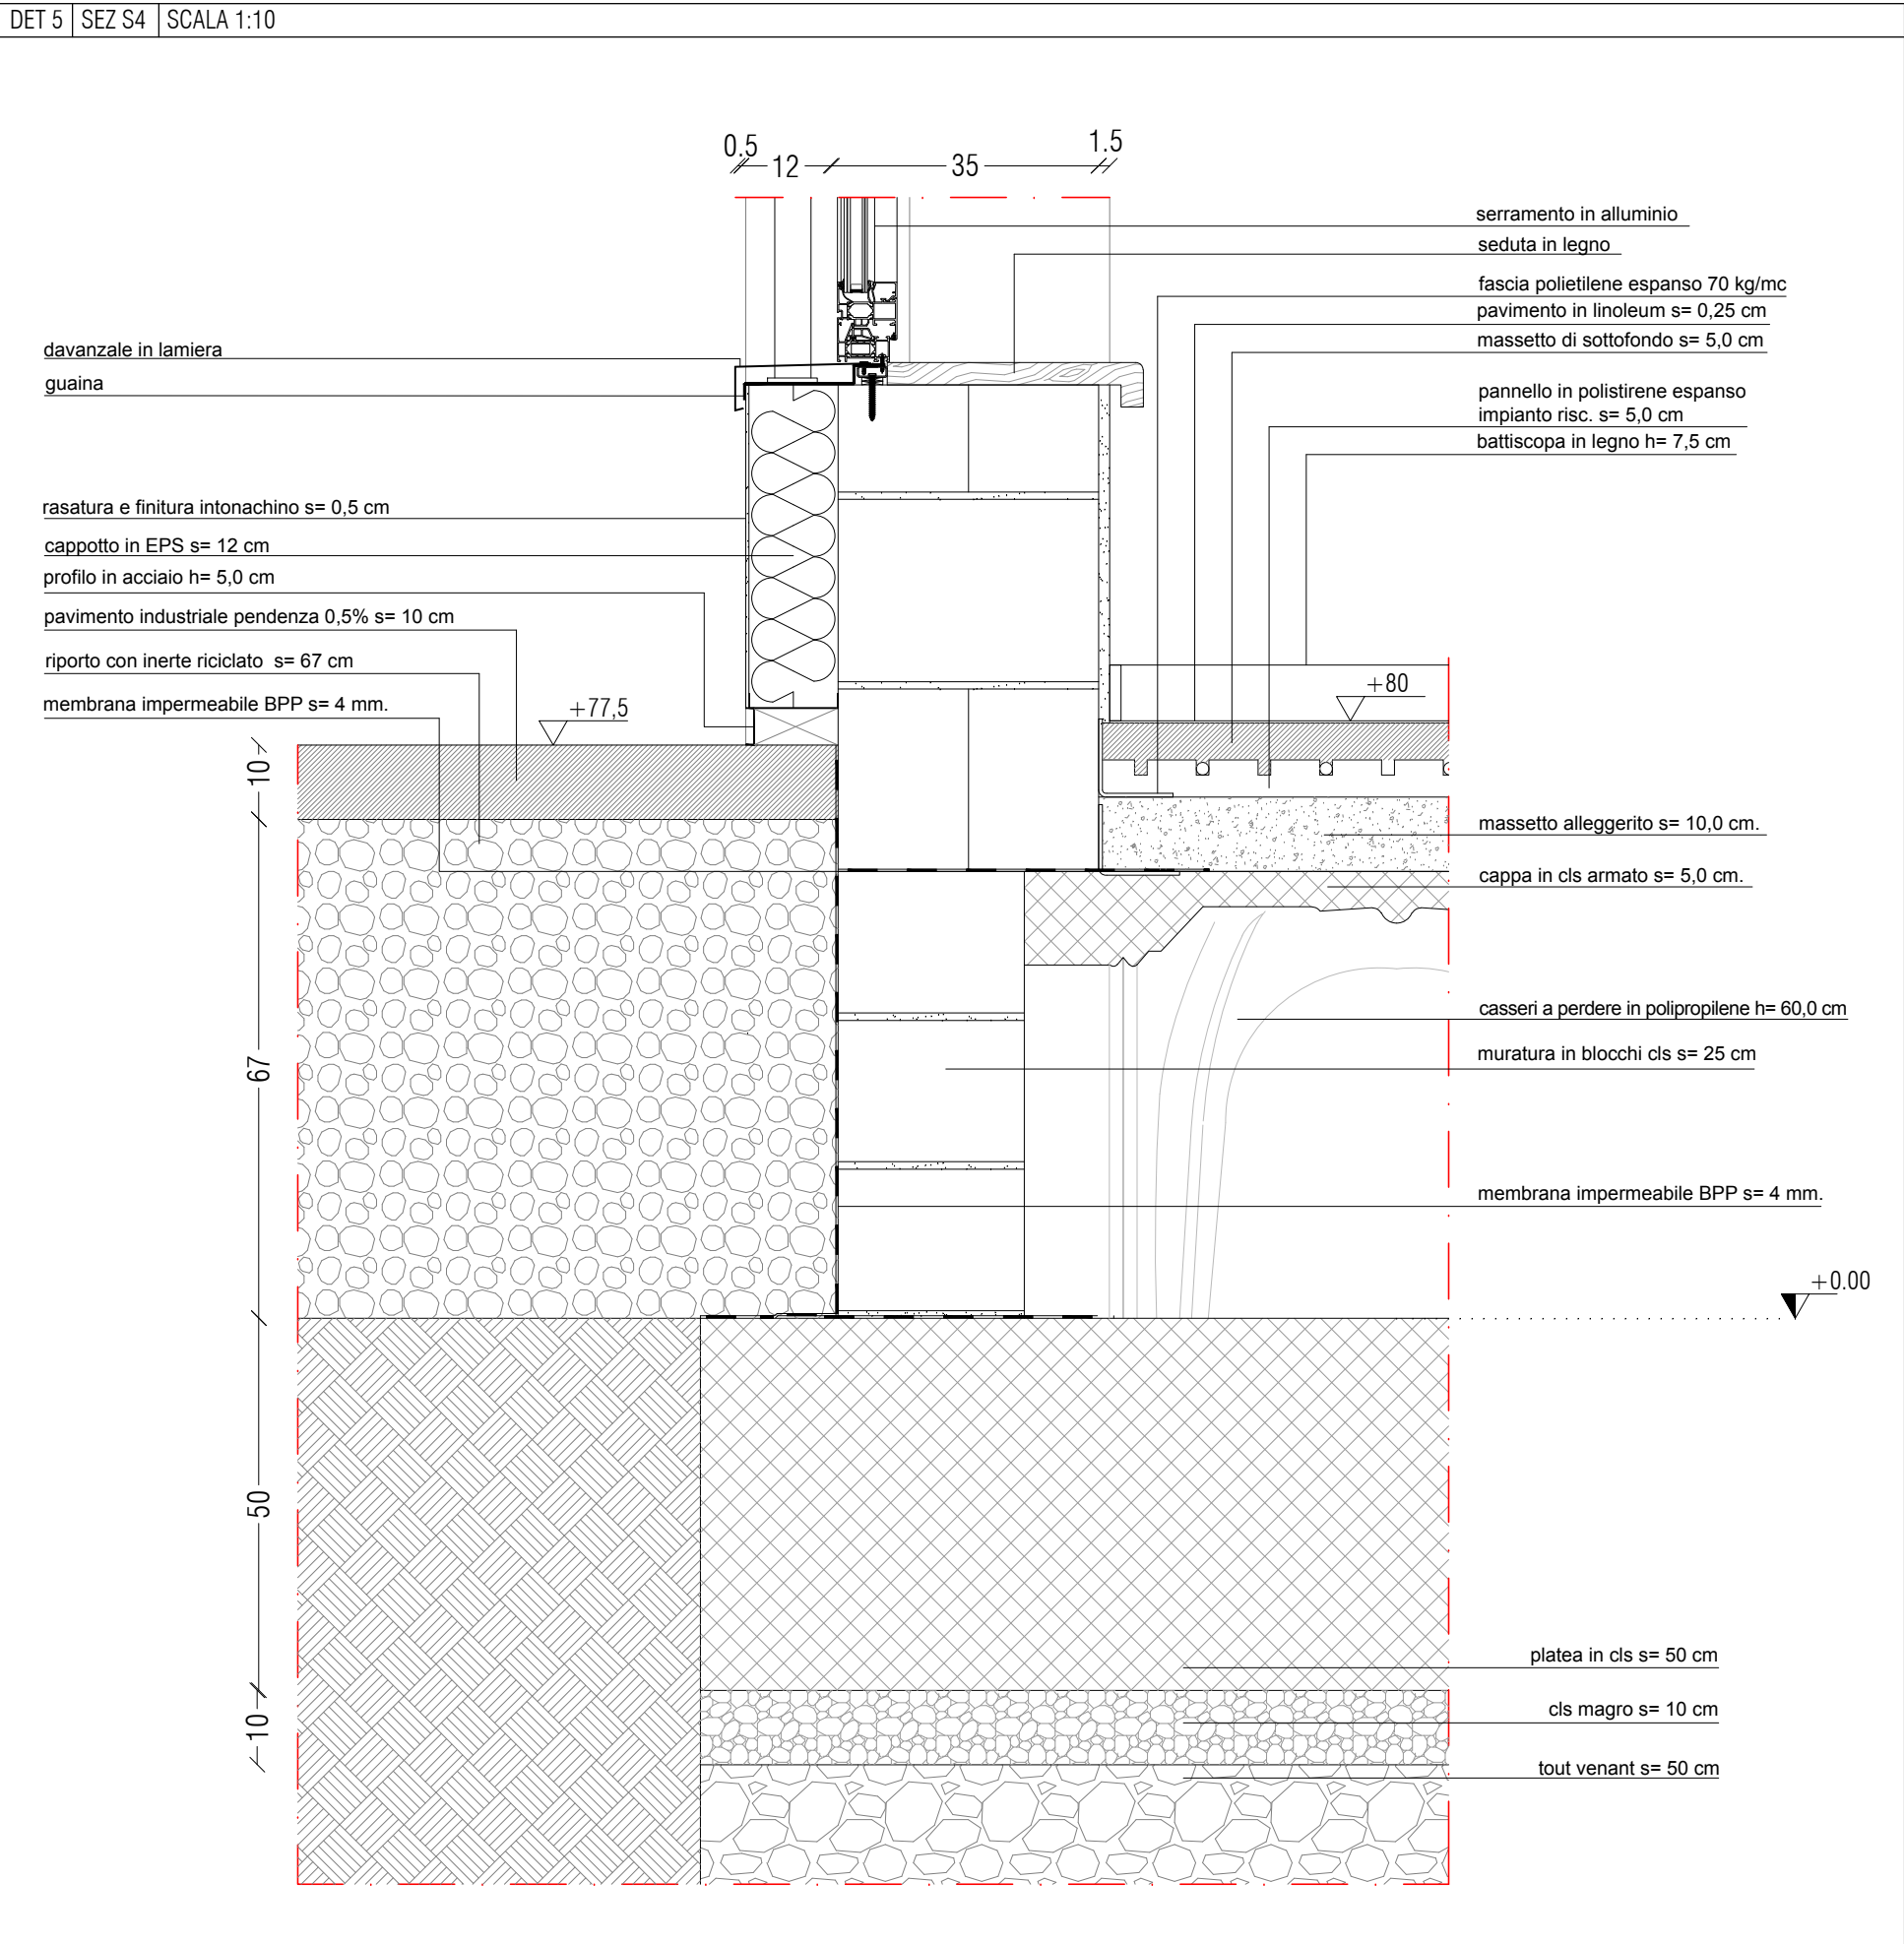 DET 5 SEZ S4 SCALA 1:10
0.5 12 35 1.5
serramento in alluminio
seduta in legno
fascia polietilene espanso 70 kg/mc
pavimento in linoleum s= 0,25 cm
massetto di sottofondo s= 5,0 cm
pannello in polistirene espanso
impianto risc. s= 5,0 cm
battiscopa in legno h= 7,5 cm
davanzale in lamiera
guaina
rasatura e finitura intonachino s= 0,5 cm
cappotto in EPS s= 12 cm
profilo in acciaio h= 5,0 cm
pavimento industriale pendenza 0,5% s= 10 cm
riporto con inerte riciclato s= 67 cm
membrana impermeabile BPP s= 4 mm.
+77,5
+80
10
67
50
10
massetto alleggerito s= 10,0 cm.
cappa in cls armato s= 5,0 cm.
casseri a perdere in polipropilene h= 60,0 cm
muratura in blocchi cls s= 25 cm
membrana impermeabile BPP s= 4 mm.
+0.00
platea in cls s= 50 cm
cls magro s= 10 cm
tout venant s= 50 cm